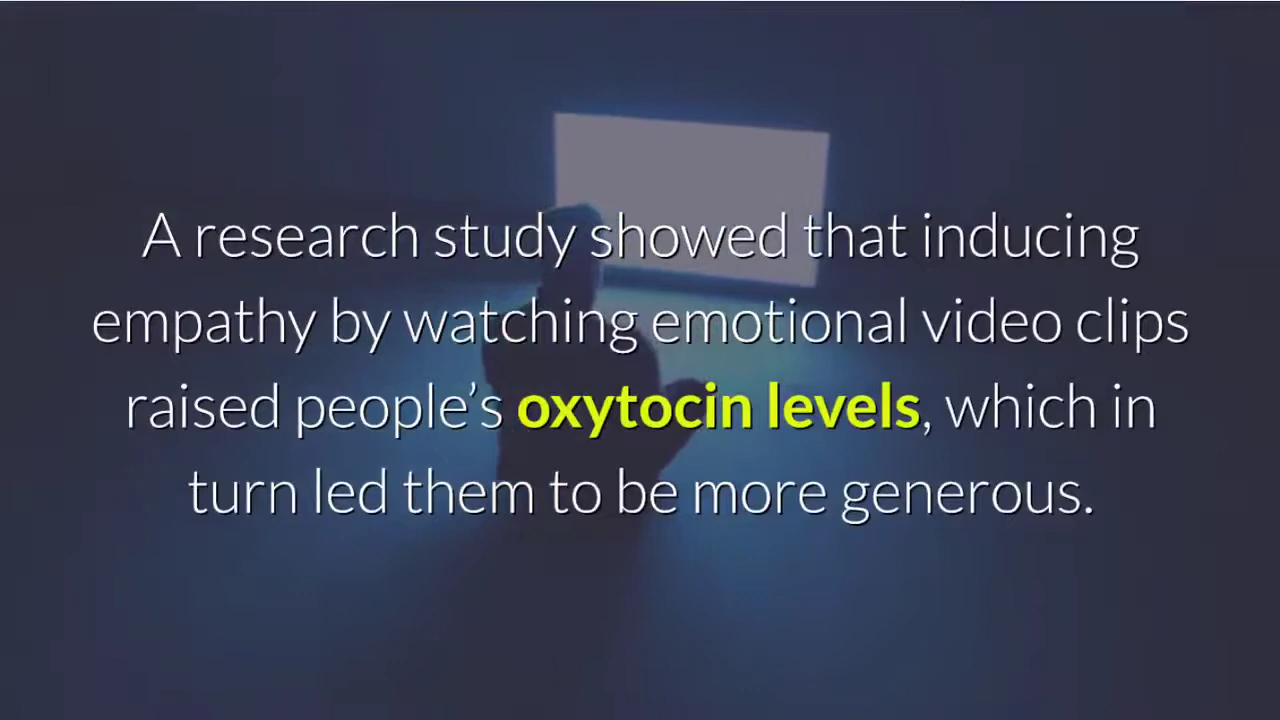 A research study showed that inducing
empathy by watching emotional video clips
raised people’s oxytocin levels, which in
turn led them to be more generous.